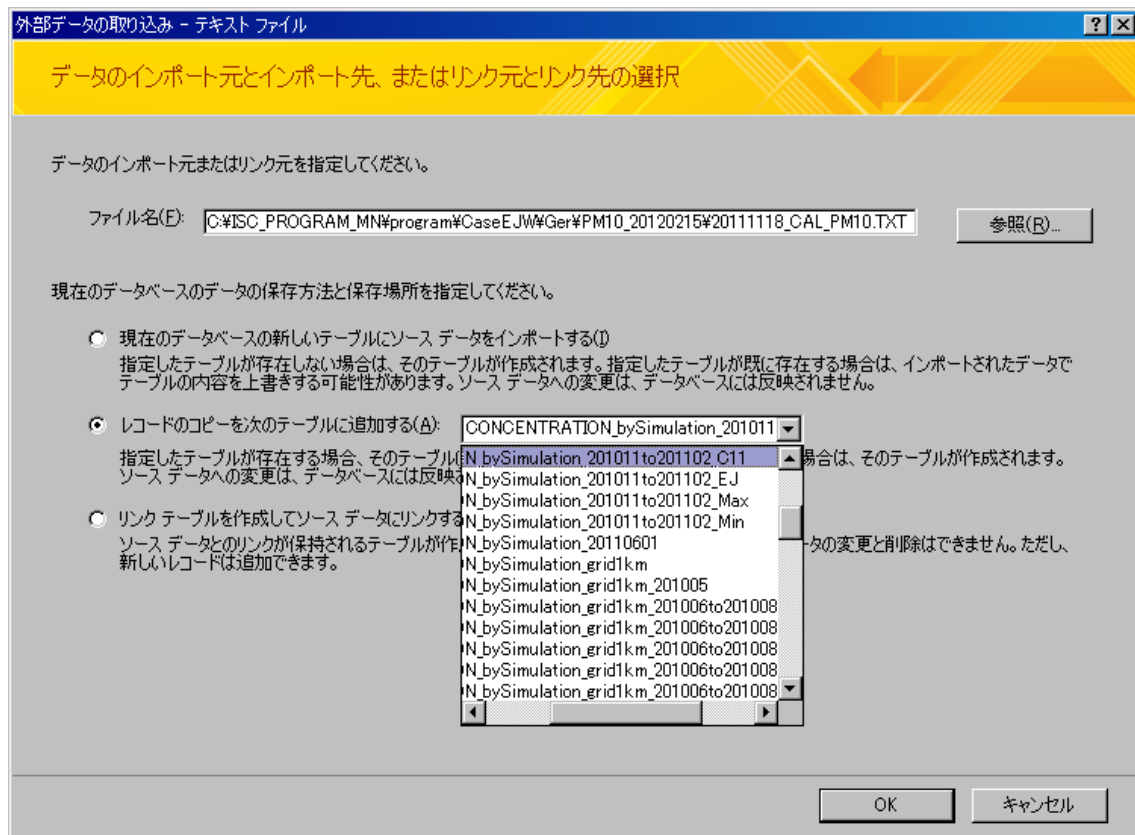 外部データの取り込み - テキスト ファイル
データのインポート元とインポート先、またはリンク元とリンク先の選択
データのインポート元またはリンク元を指定してください。
ファイル名(F): C:¥ISC_PROGRAM_MN¥program¥CaseEJW¥Ger¥PM10_20120215¥20111118_CAL_PM10.TXT 参照(R)...
現在のデータベースのデータの保存方法と保存場所を指定してください。
現在のデータベースの新しいテーブルにソース データをインポートする(I)
指定したテーブルが存在しない場合は、そのテーブルが作成されます。指定したテーブルが既に存在する場合は、インポートされたデータで
テーブルの内容を上書きする可能性があります。ソース データへの変更は、データベースには反映されません。
レコードのコピーを次のテーブルに追加する(A): CONCENTRATION_bySimulation_201011
指定したテーブルが存在する場合、そのテーブルに 場合は、そのテーブルが作成されます。
ソース データへの変更は、データベースには反映さ
リンク テーブルを作成してソース データにリンクする
ソース データとのリンクが保持されるテーブルが作 タの変更と削除はできません。ただし、
新しいレコードは追加できます。
N_bySimulation_201011to201102_C11
N_bySimulation_201011to201102_EJ
N_bySimulation_201011to201102_Max
N_bySimulation_201011to201102_Min
N_bySimulation_20110601
N_bySimulation_grid1km
N_bySimulation_grid1km_201005
N_bySimulation_grid1km_201006to201008
N_bySimulation_grid1km_201006to201008
N_bySimulation_grid1km_201006to201008
N_bySimulation_grid1km_201006to201008
N_bySimulation_grid1km_201006to201008
OK キャンセル